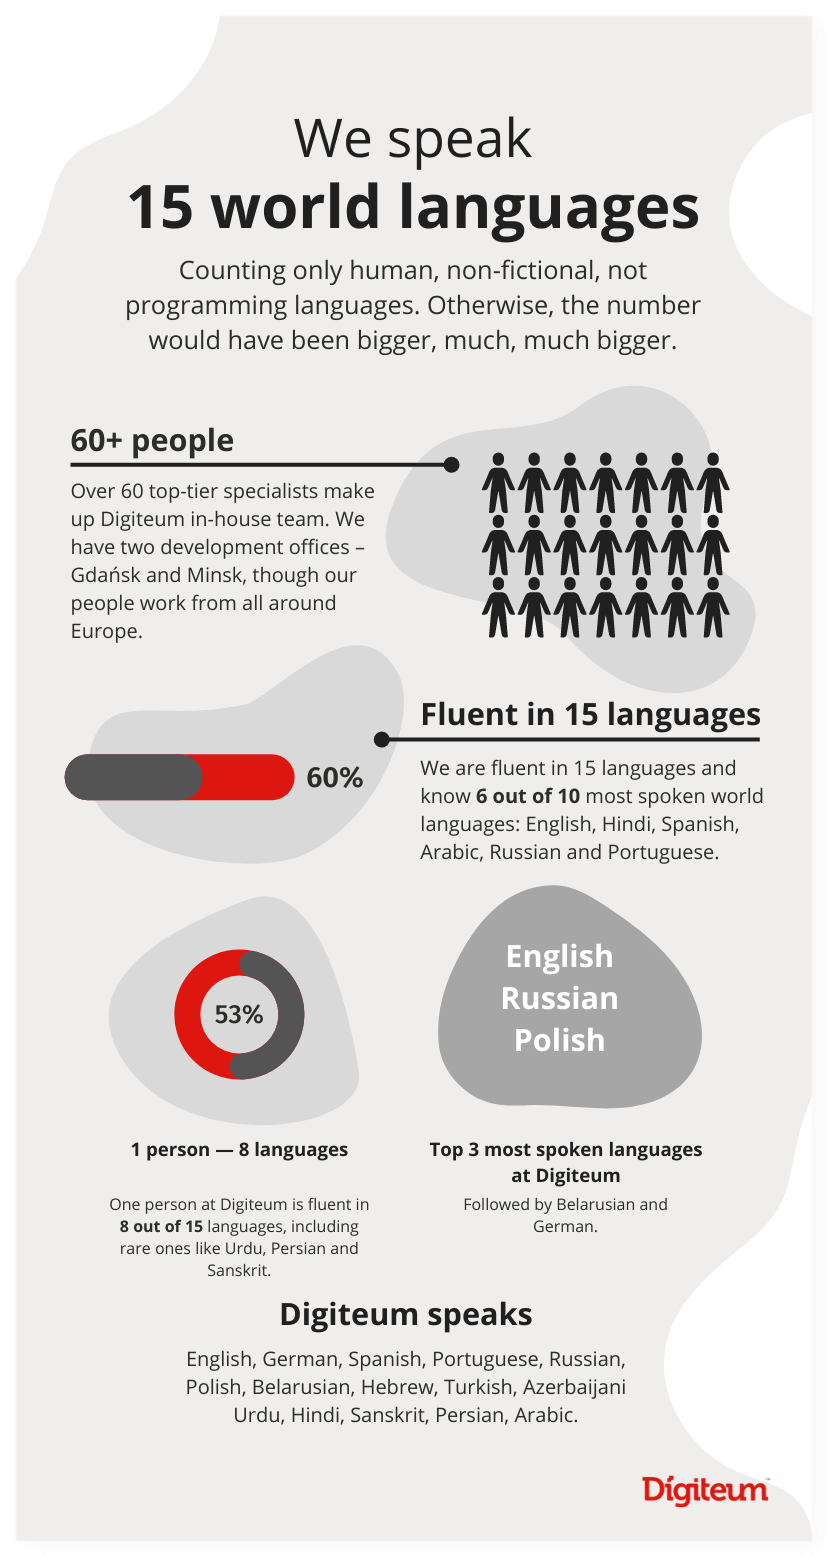 We speak
15 world languages
Counting only human, non-fictional, not
programming languages. Otherwise, the number
would have been bigger, much, much bigger.
60+ people
Over 60 top-tier specialists make
up Digiteum in-house team. We
have two development offices –
Gdańsk and Minsk, though our
people work from all around
Europe.
Fluent in 15 languages
60%
We are fluent in 15 languages and
know 6 out of 10 most spoken world
languages: English, Hindi, Spanish,
Arabic, Russian and Portuguese.
53%
1 person — 8 languages
One person at Digiteum is fluent in
8 out of 15 languages, including
rare ones like Urdu, Persian and
Sanskrit.
English
Russian
Polish
Top 3 most spoken languages
at Digiteum
Followed by Belarusian and
German.
Digiteum speaks
English, German, Spanish, Portuguese, Russian,
Polish, Belarusian, Hebrew, Turkish, Azerbaijani
Urdu, Hindi, Sanskrit, Persian, Arabic.
Digiteum